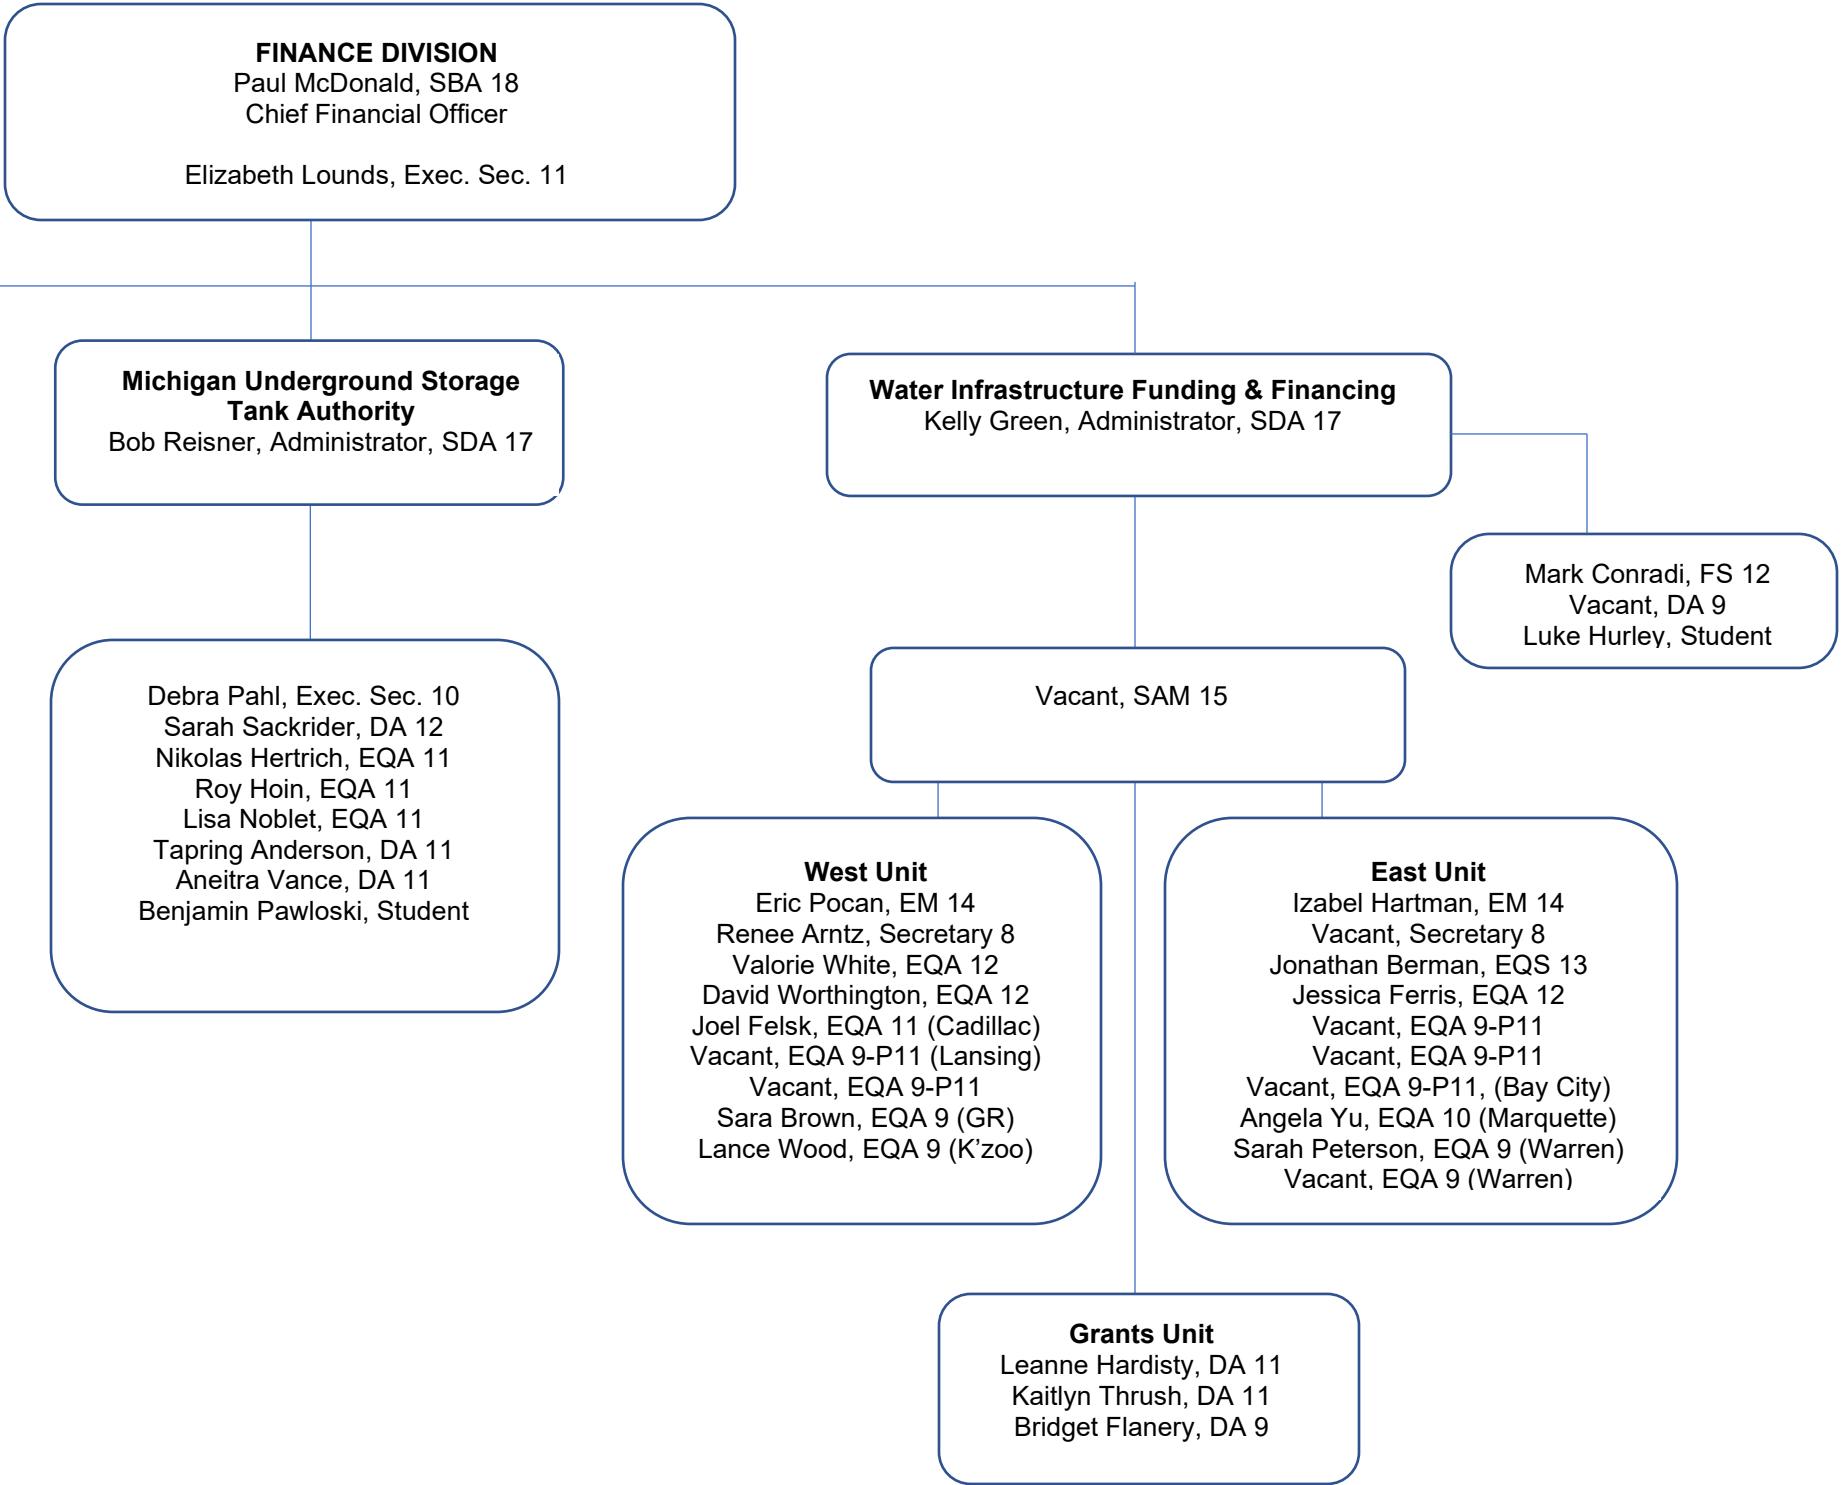 FINANCE DIVISION
Paul McDonald, SBA 18
Chief Financial Officer
Elizabeth Lounds, Exec. Sec. 11
Michigan Underground Storage
Tank Authority
Bob Reisner, Administrator, SDA 17
Water Infrastructure Funding & Financing
Kelly Green, Administrator, SDA 17
Mark Conradi, FS 12
Vacant, DA 9
Luke Hurley, Student
Debra Pahl, Exec. Sec. 10
Sarah Sackrider, DA 12
Nikolas Hertrich, EQA 11
Roy Hoin, EQA 11
Lisa Noblet, EQA 11
Tapring Anderson, DA 11
Aneitra Vance, DA 11
Benjamin Pawloski, Student
Vacant, SAM 15
West Unit
Eric Pocan, EM 14
Renee Arntz, Secretary 8
Valorie White, EQA 12
David Worthington, EQA 12
Joel Felsk, EQA 11 (Cadillac)
Vacant, EQA 9-P11 (Lansing)
Vacant, EQA 9-P11
Sara Brown, EQA 9 (GR)
Lance Wood, EQA 9 (K’zoo)
East Unit
Izabel Hartman, EM 14
Vacant, Secretary 8
Jonathan Berman, EQS 13
Jessica Ferris, EQA 12
Vacant, EQA 9-P11
Vacant, EQA 9-P11
Vacant, EQA 9-P11, (Bay City)
Angela Yu, EQA 10 (Marquette)
Sarah Peterson, EQA 9 (Warren)
Vacant, EQA 9 (Warren)
Grants Unit
Leanne Hardisty, DA 11
Kaitlyn Thrush, DA 11
Bridget Flanery, DA 9